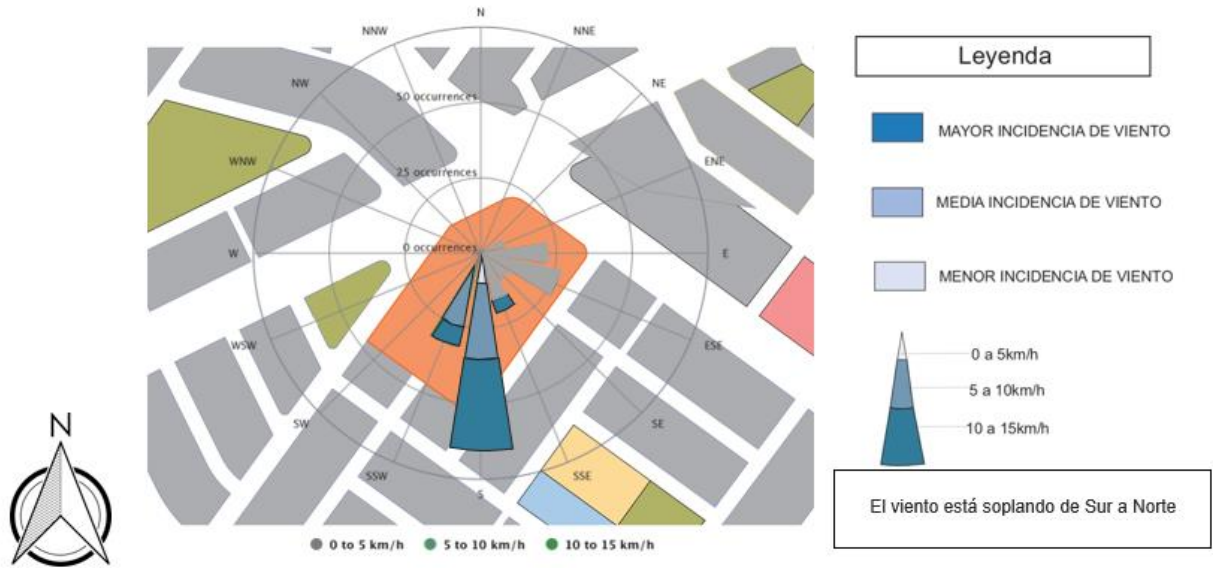 N
NNW
NNE
NW
NE
50 occurrences
WNW
ENE
25 occurrences
0 occurrences
W
E
WSW
ESE
SW
SE
SSW
SSE
S
0 to 5 km/h
5 to 10 km/h
10 to 15 km/h
N
Leyenda
MAYOR INCIDENCIA DE VIENTO
MEDIA INCIDENCIA DE VIENTO
MENOR INCIDENCIA DE VIENTO
0 a 5km/h
5 a 10km/h
10 a 15km/h
El viento está soplando de Sur a Norte